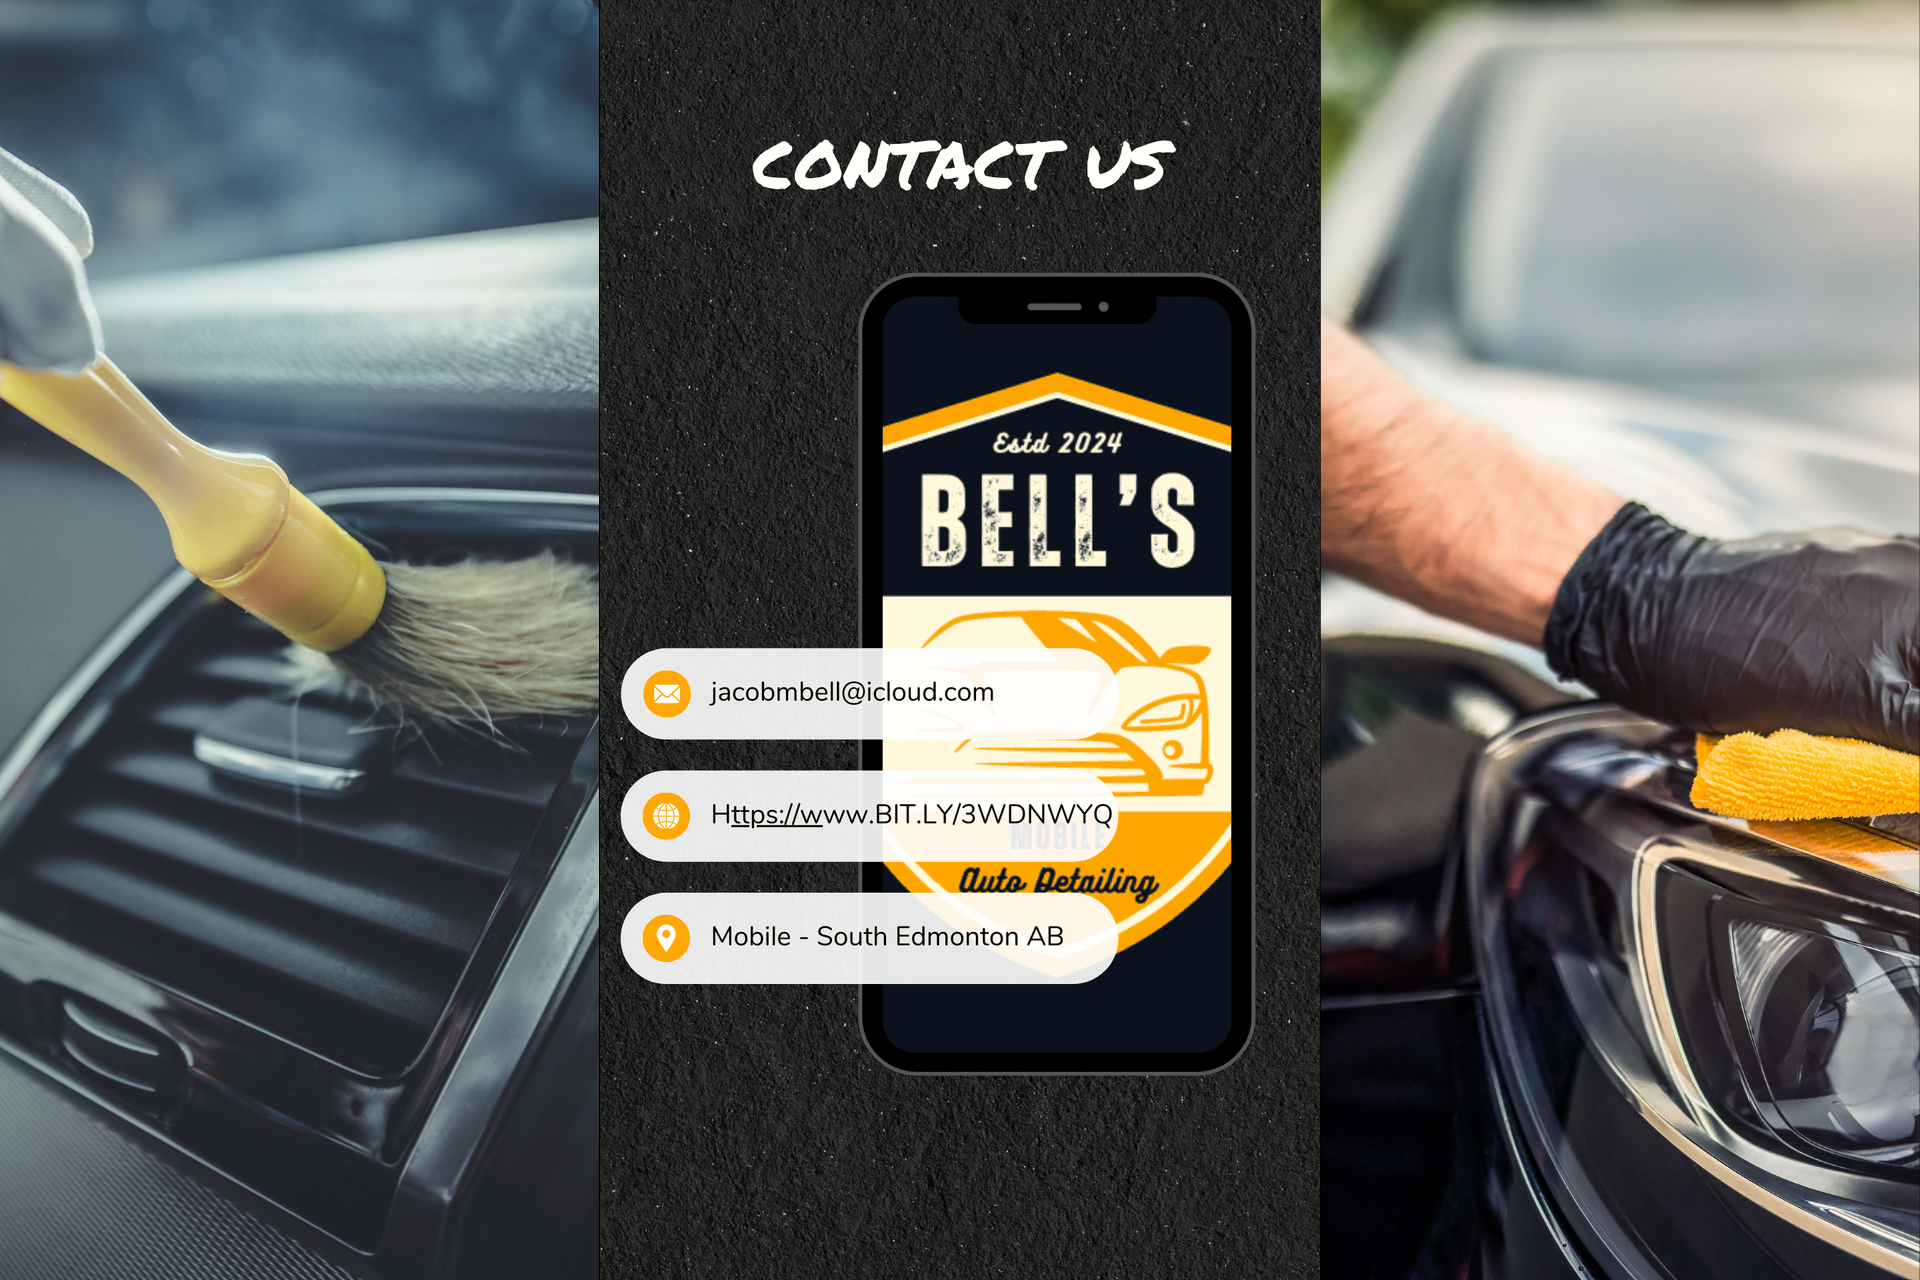 CONTACT US
Estd 2024
BELL'S
jacobmbell@icloud.com
Https://www.BIT.LY/3WDNWYQ
MOBILE
Auto Detailing
Mobile - South Edmonton AB